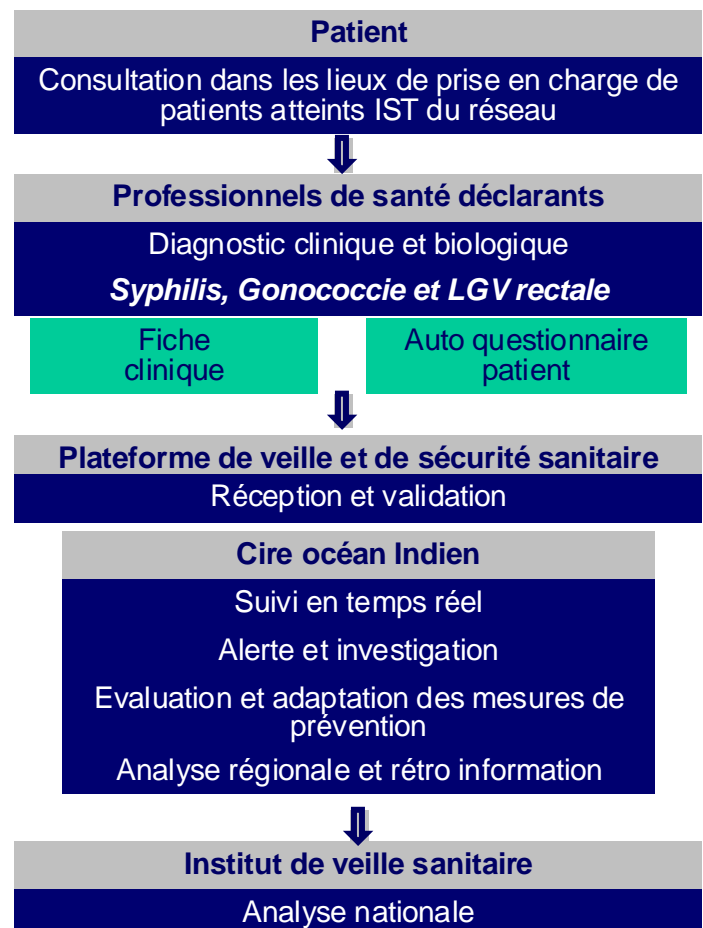 Patient
Consultation dans les lieux de prise en charge de
patients atteints IST du réseau
Professionnels de santé déclarants
Diagnostic clinique et biologique
Syphilis, Gonococcie et LGV rectale
Fiche
clinique
Auto questionnaire
patient
Plateforme de veille et de sécurité sanitaire
Réception et validation
Cire océan Indien
Suivi en temps réel
Alerte et investigation
Evaluation et adaptation des mesures de
prévention
Analyse régionale et rétro information
Institut de veille sanitaire
Analyse nationale